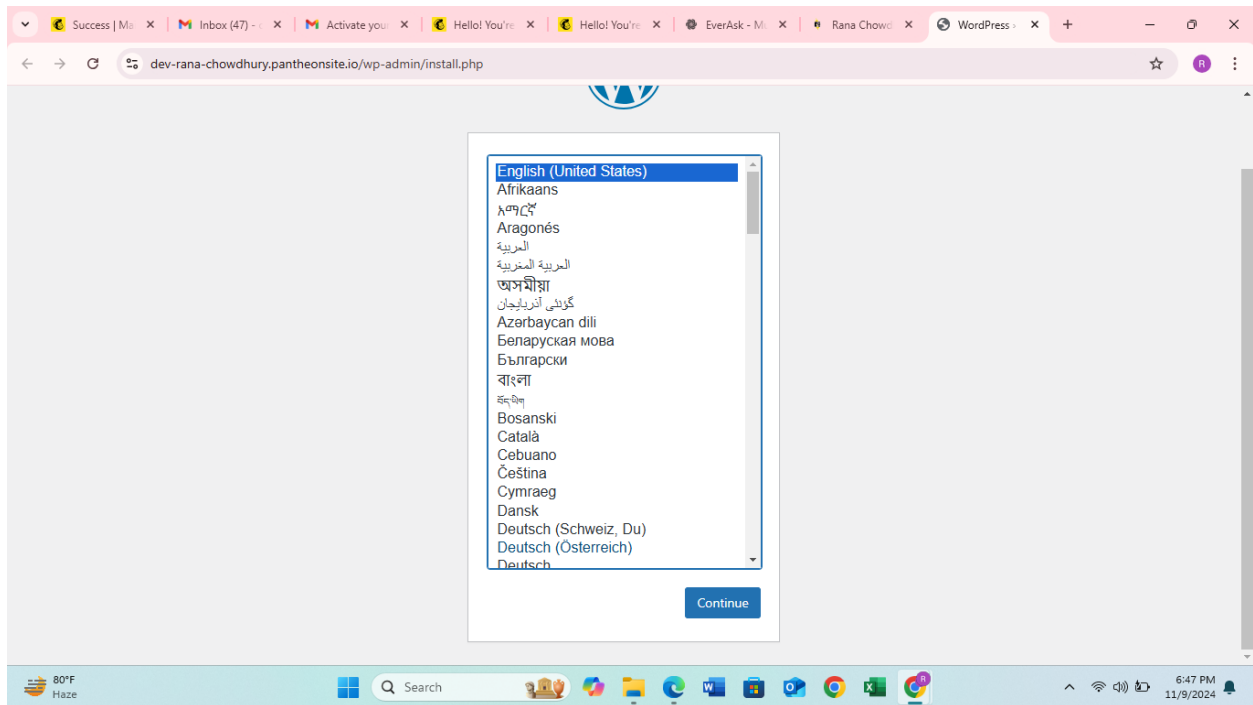 Success | Ma
Inbox (47) -
Activate your
Hello! You're
Hello! You're
EverAsk - Mu
Rana Chowd
WordPress ›
dev-rana-chowdhury.pantheonsite.io/wp-admin/install.php
R
English (United States)
Afrikaans
አማርኛ
Aragonés
العربية
العربية المغربية
অসমীয়া
گؤنئی آذربایجان
Azərbaycan dili
Беларуская мова
Български
বাংলা
བོད་ཡིག
Bosanski
Català
Cebuano
Čeština
Cymraeg
Dansk
Deutsch (Schweiz, Du)
Deutsch (Österreich)
Deutsch
Continue
80°F
Haze
Search
6:47 PM
11/9/2024